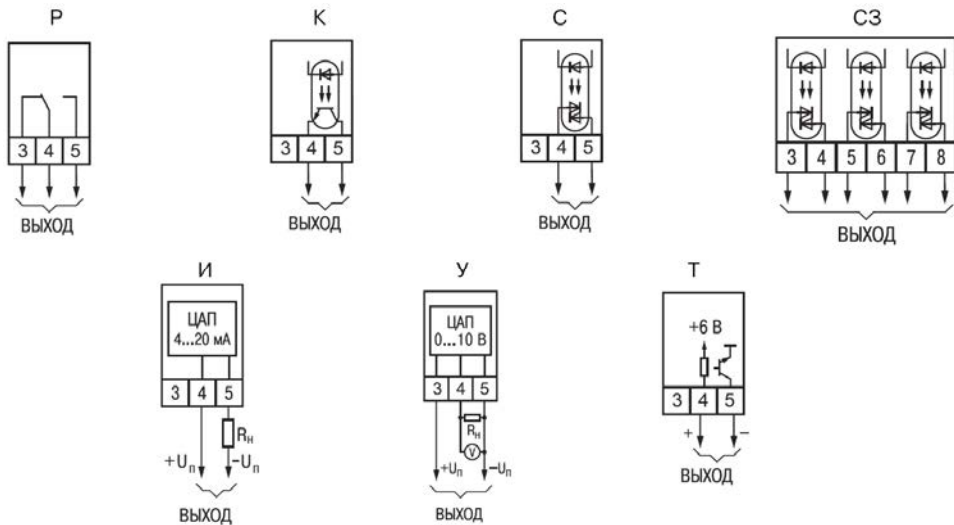 Р
К
С
С3
3 4 5
3 4 5
3 4 5
3 4 5 6 7 8
ВЫХОД
ВЫХОД
ВЫХОД
ВЫХОД
И
У
Т
ЦАП
4...20 мА
ЦАП
0...10 В
+6 В
3 4 5
3 4 5
3 4 5
Rн
+Uп
−Uп
Rн
V
+Uп
−Uп
+
−
ВЫХОД
ВЫХОД
ВЫХОД